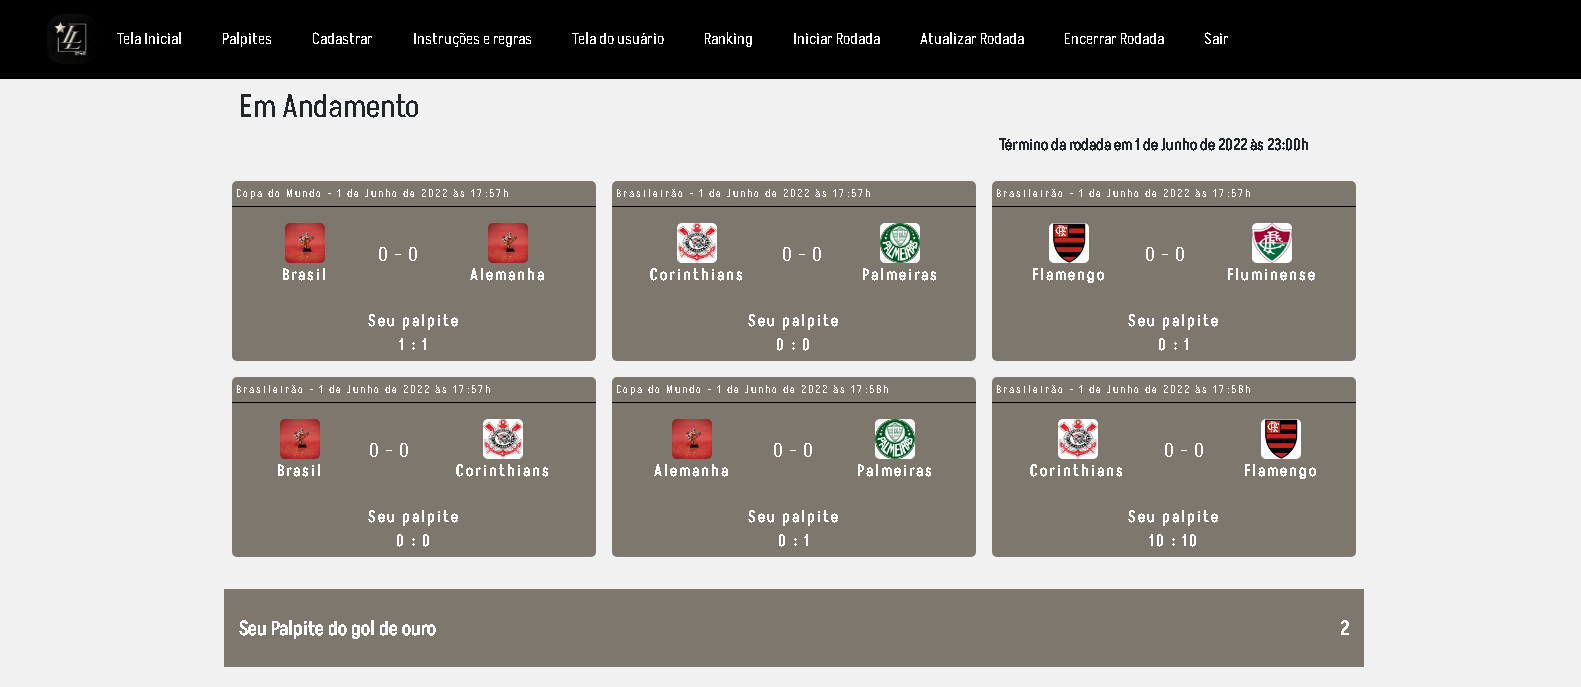 Tela Inicial Palpites Cadastrar Instruções e regras Tela do usuário Ranking Iniciar Rodada Atualizar Rodada Encerrar Rodada Sair
Em Andamento
Término da rodada em 1 de Junho de 2022 às 23:00h
Copa do Mundo - 1 de Junho de 2022 às 17:57h
0 - 0
Brasil Alemanha
Seu palpite
1 : 1
Brasileirão - 1 de Junho de 2022 às 17:57h
0 - 0
Corinthians Palmeiras
Seu palpite
0 : 0
Brasileirão - 1 de Junho de 2022 às 17:57h
0 - 0
Flamengo Fluminense
Seu palpite
0 : 1
Brasileirão - 1 de Junho de 2022 às 17:57h
0 - 0
Brasil Corinthians
Seu palpite
0 : 0
Copa do Mundo - 1 de Junho de 2022 às 17:58h
PALMEIRAS
0 - 0
Alemanha Palmeiras
Seu palpite
0 : 1
Brasileirão - 1 de Junho de 2022 às 17:58h
0 - 0
Corinthians Flamengo
Seu palpite
10 : 10
Seu Palpite do gol de ouro 2